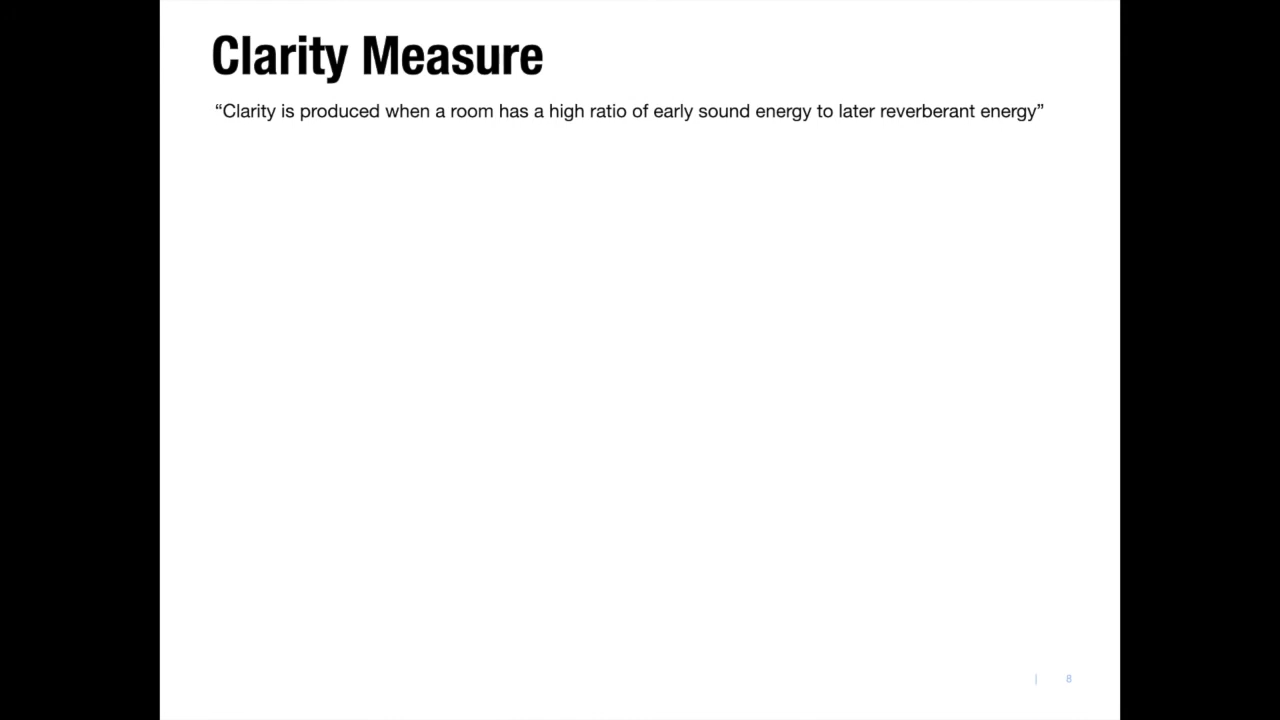 Clarity Measure
“Clarity is produced when a room has a high ratio of early sound energy to later reverberant energy”
| 8